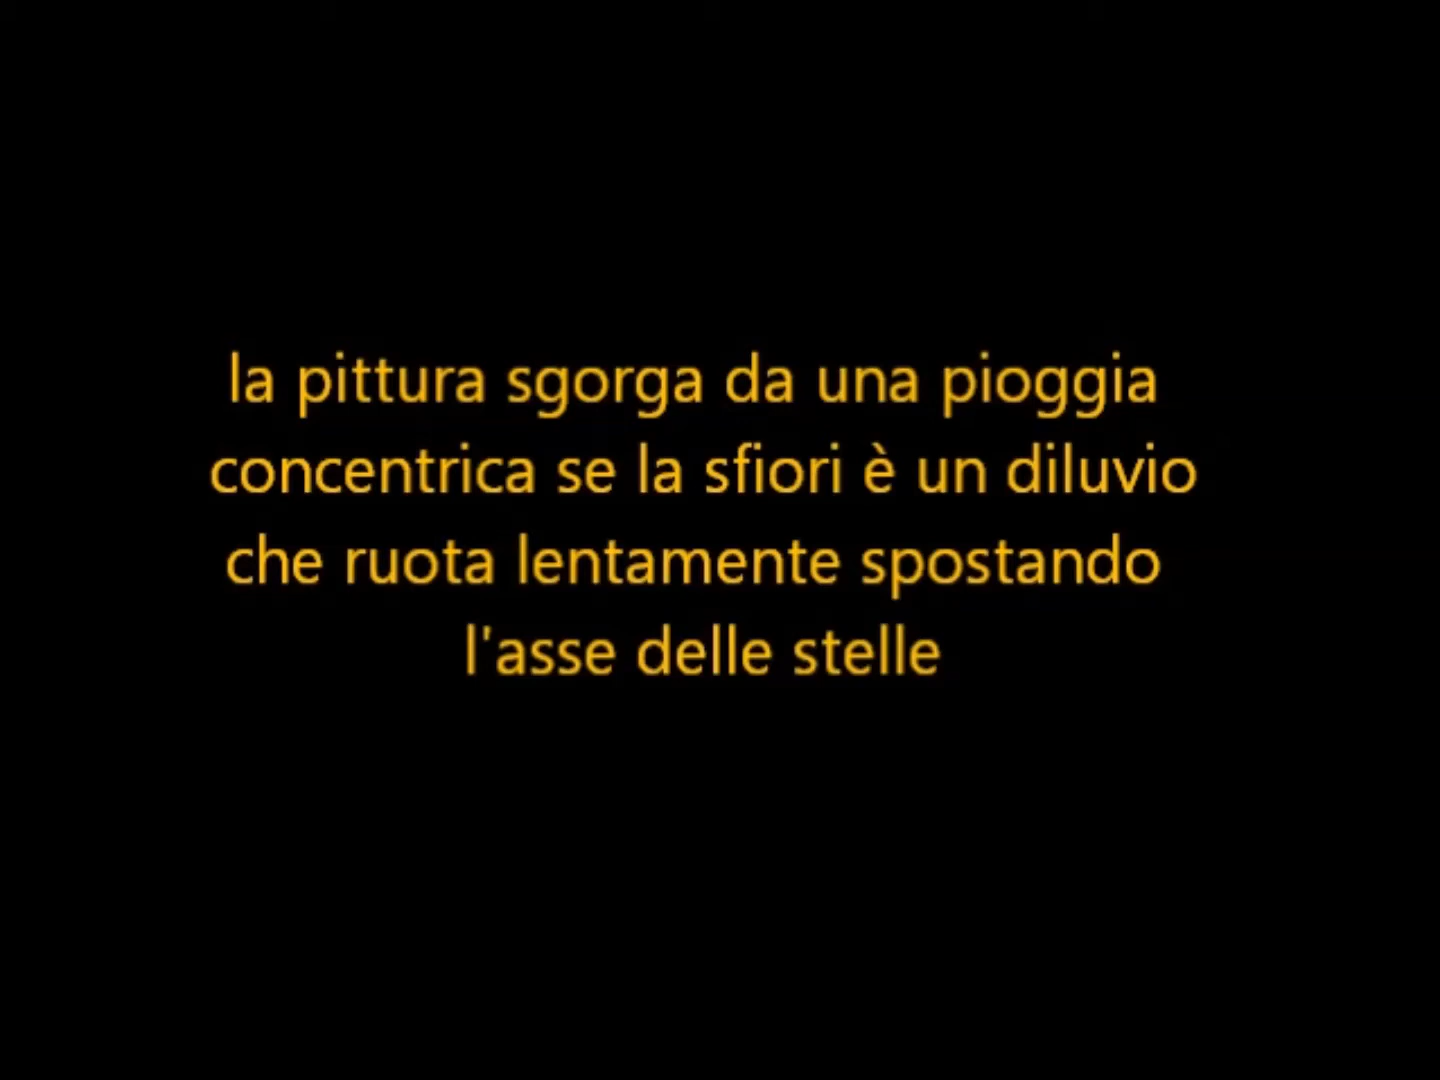 la pittura sgorga da una pioggia
concentrica se la sfiori è un diluvio
che ruota lentamente spostando
l'asse delle stelle